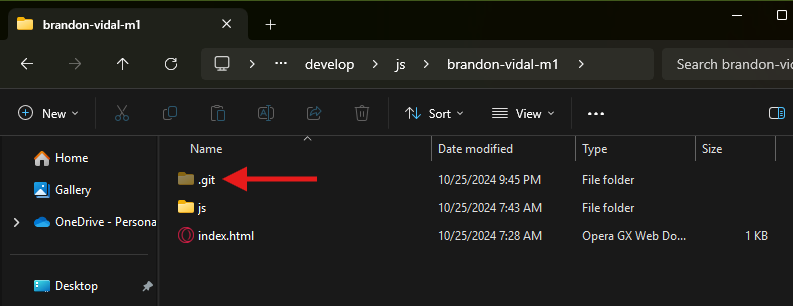 brandon-vidal-m1
develop js brandon-vidal-m1 Search brandon-vid
New Sort View
Name Date modified Type Size
Home
Gallery
OneDrive - Persona
Desktop
.git 10/25/2024 9:45 PM File folder
js 10/25/2024 7:43 AM File folder
index.html 10/25/2024 7:28 AM Opera GX Web Do... 1 KB